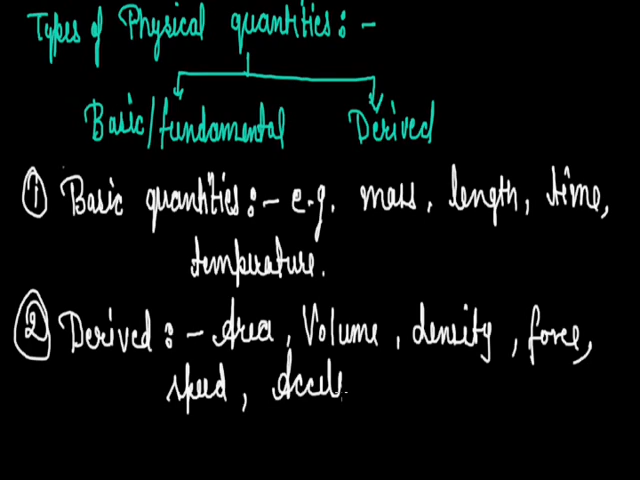 Types of Physical quantities : -
Basic/fundamental Derived
① Basic quantities : - e.g. mass, length, time,
temperature.
② Derived : - Area, Volume, density, force,
speed, Accele